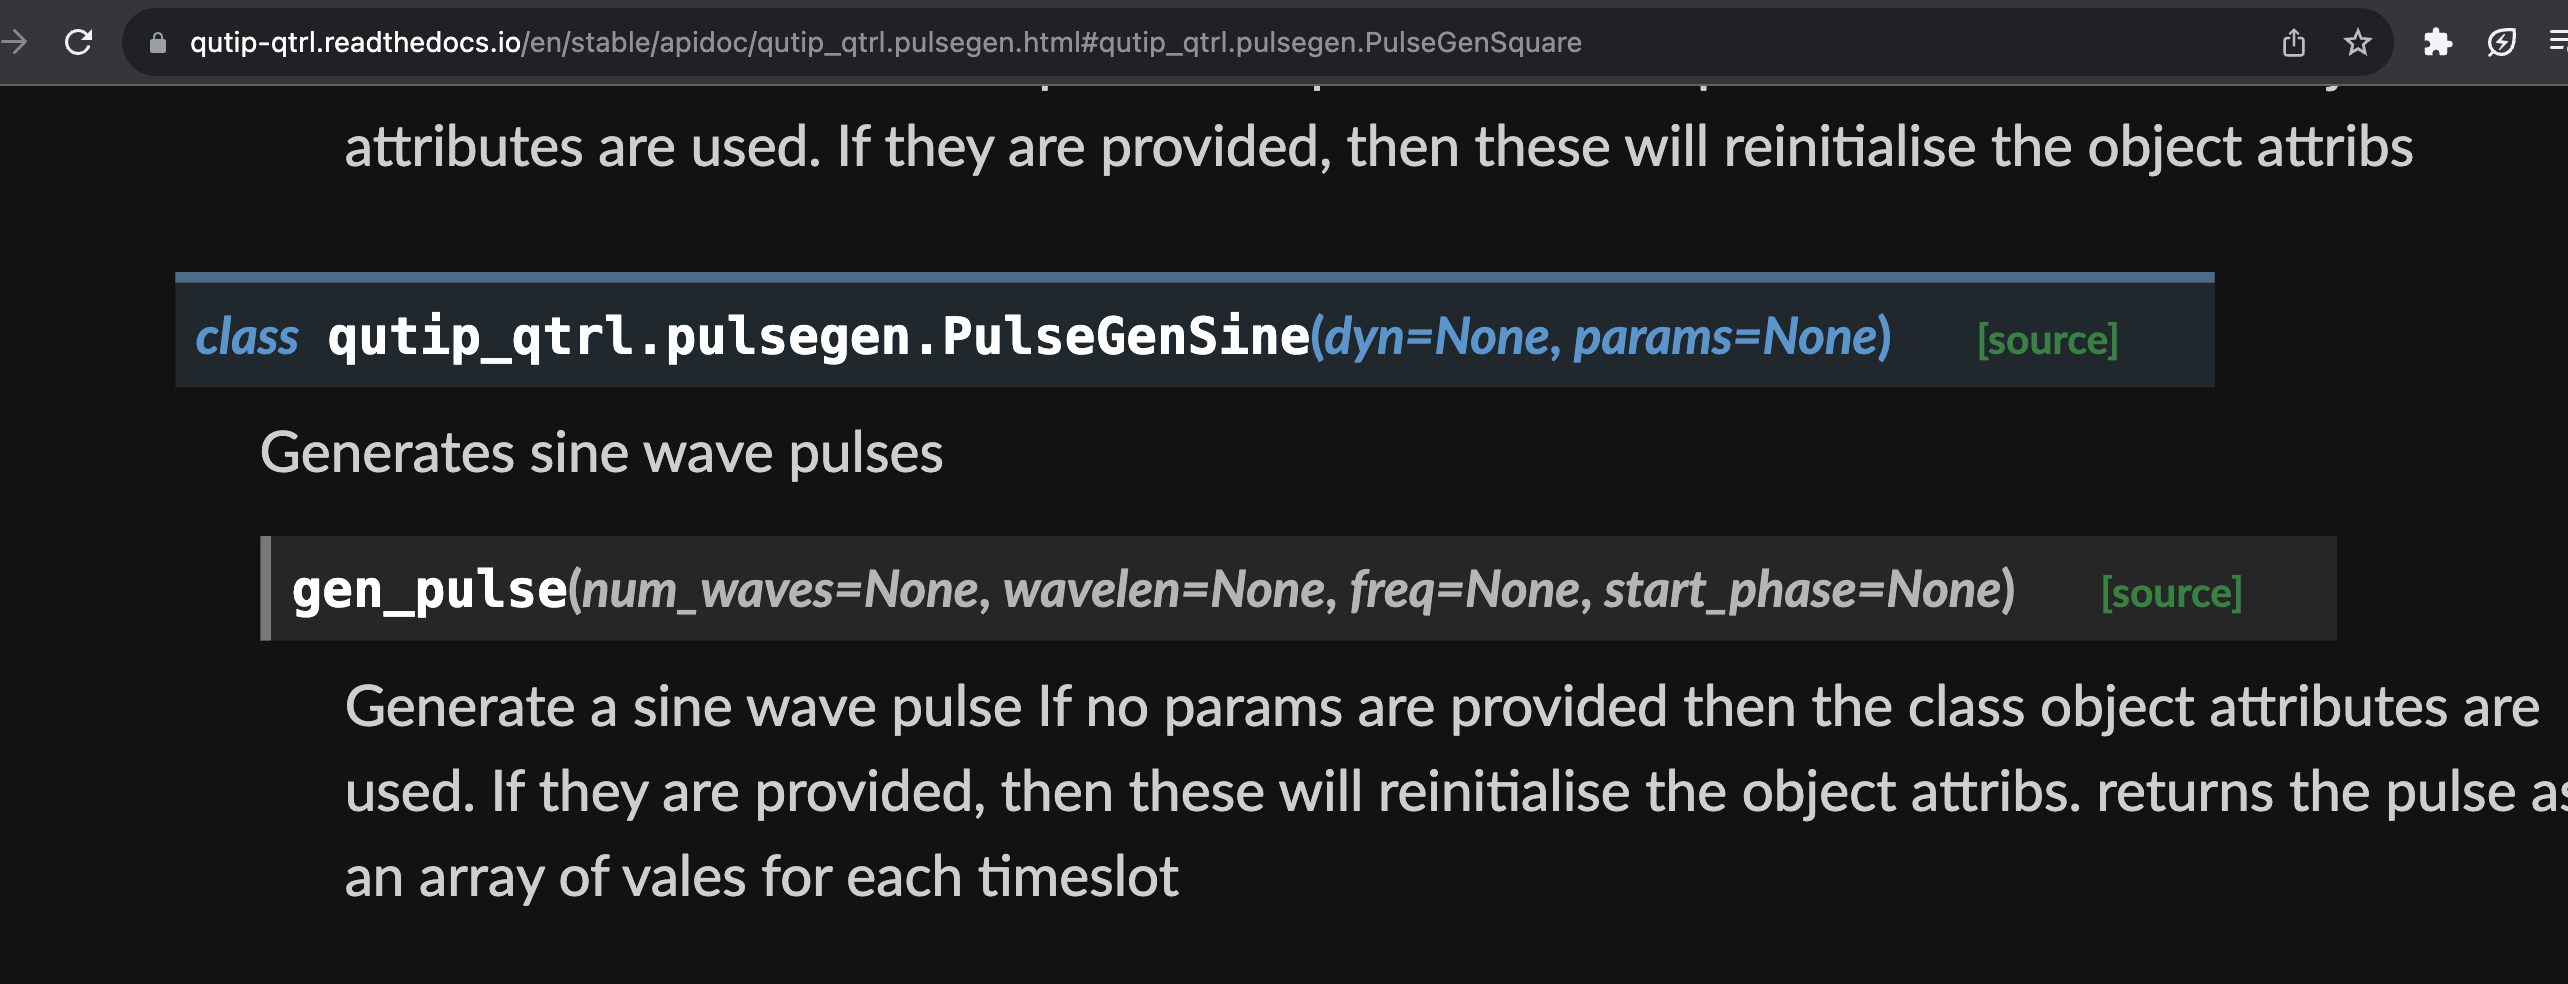 qutip-qtrl.readthedocs.io/en/stable/apidoc/qutip_qtrl.pulsegen.html#qutip_qtrl.pulsegen.PulseGenSquare
attributes are used. If they are provided, then these will reinitialise the object attribs
class qutip_qtrl.pulsegen.PulseGenSine(dyn=None, params=None) [source]
Generates sine wave pulses
gen_pulse(num_waves=None, wavelen=None, freq=None, start_phase=None) [source]
Generate a sine wave pulse If no params are provided then the class object attributes are
used. If they are provided, then these will reinitialise the object attribs. returns the pulse as
an array of vales for each timeslot